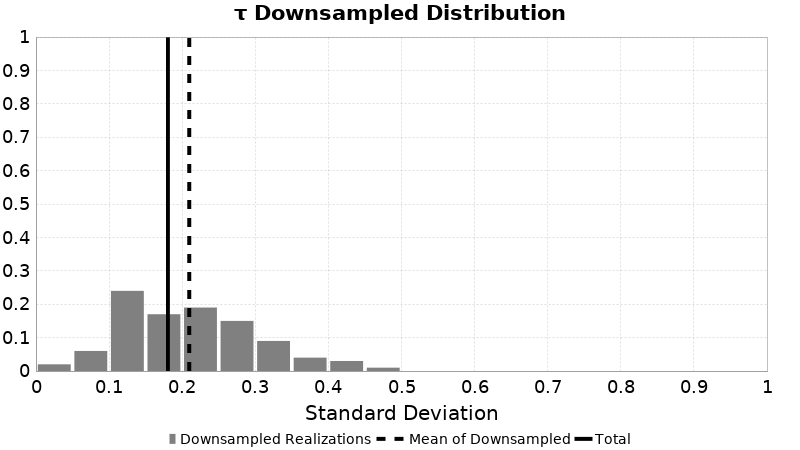 τ Downsampled Distribution
1
0.9
0.8
0.7
0.6
0.5
0.4
0.3
0.2
0.1
0
0 0.1 0.2 0.3 0.4 0.5 0.6 0.7 0.8 0.9 1
Standard Deviation
Downsampled Realizations Mean of Downsampled Total